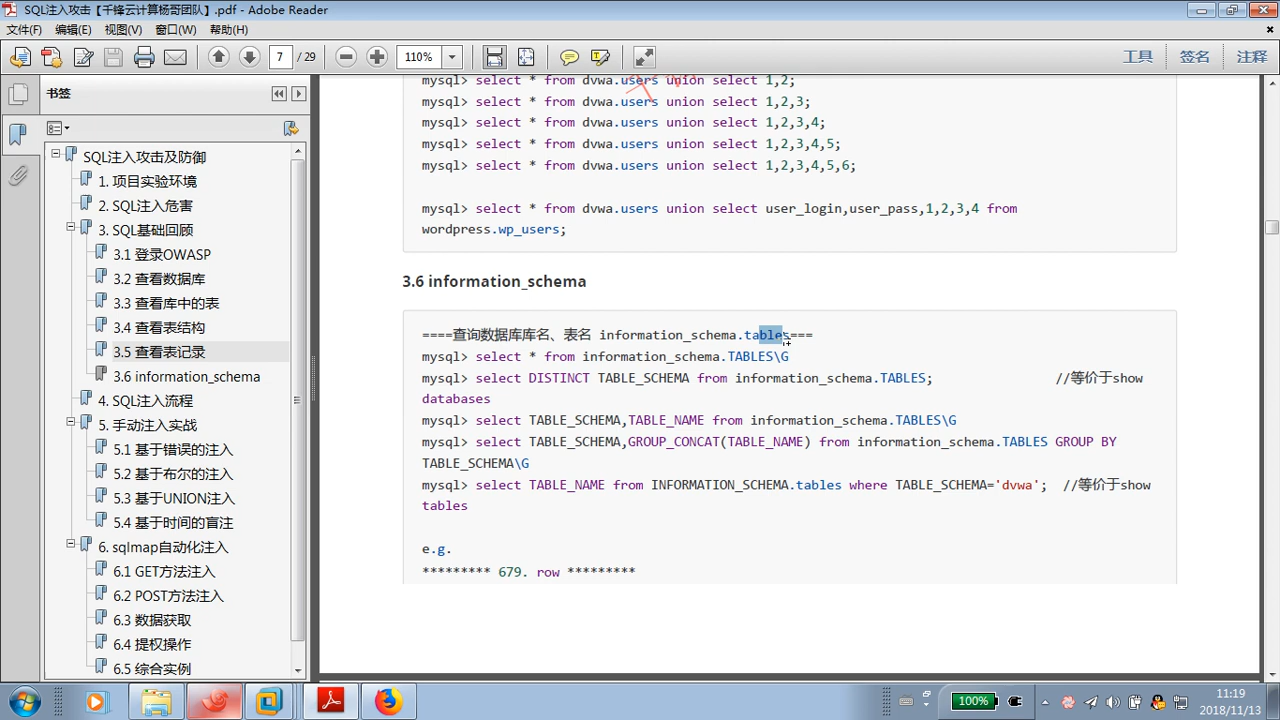 SQL注入攻击【千锋云计算杨哥团队】.pdf - Adobe Reader
文件(F) 编辑(E) 视图(V) 窗口(W) 帮助(H)
7 / 29 110% 工具 签名 注释
书签
SQL注入攻击及防御
1. 项目实验环境
2. SQL注入危害
3. SQL基础回顾
3.1 登录OWASP
3.2 查看数据库
3.3 查看库中的表
3.4 查看表结构
3.5 查看表记录
3.6 information_schema
4. SQL注入流程
5. 手动注入实战
5.1 基于错误的注入
5.2 基于布尔的注入
5.3 基于UNION注入
5.4 基于时间的盲注
6. sqlmap自动化注入
6.1 GET方法注入
6.2 POST方法注入
6.3 数据获取
6.4 提权操作
6.5 综合实例
mysql> select * from dvwa.users union select 1,2;
mysql> select * from dvwa.users union select 1,2,3;
mysql> select * from dvwa.users union select 1,2,3,4;
mysql> select * from dvwa.users union select 1,2,3,4,5;
mysql> select * from dvwa.users union select 1,2,3,4,5,6;
mysql> select * from dvwa.users union select user_login,user_pass,1,2,3,4 from
wordpress.wp_users;
3.6 information_schema
====查询数据库库名、表名 information_schema.tables===
mysql> select * from information_schema.TABLES\G
mysql> select DISTINCT TABLE_SCHEMA from information_schema.TABLES; //等价于show
databases
mysql> select TABLE_SCHEMA,TABLE_NAME from information_schema.TABLES\G
mysql> select TABLE_SCHEMA,GROUP_CONCAT(TABLE_NAME) from information_schema.TABLES GROUP BY
TABLE_SCHEMA\G
mysql> select TABLE_NAME from INFORMATION_SCHEMA.tables where TABLE_SCHEMA='dvwa'; //等价于show
tables
e.g.
********* 679. row *********
100%
11:19
2018/11/13